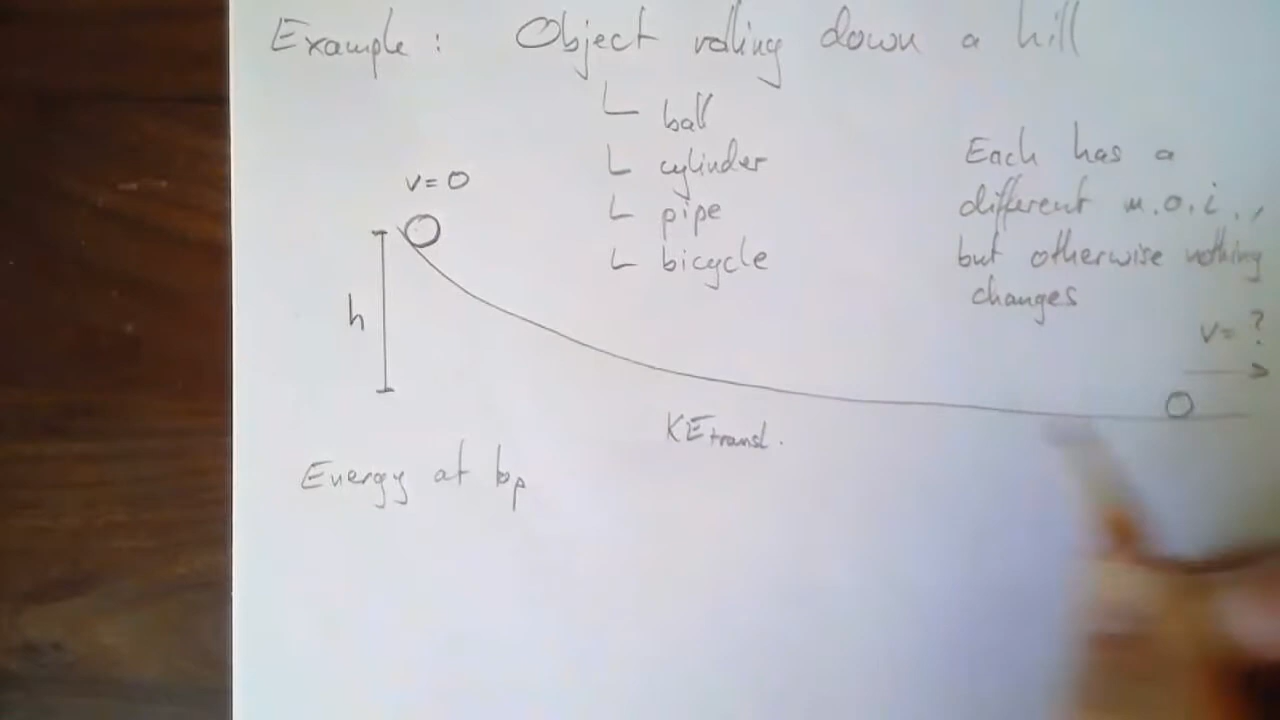 Example : Object rolling down a hill
└ ball
└ cylinder
└ pipe
└ bicycle
Each has a
different m.o.i.,
but otherwise nothing
changes
v=0
h
v= ?
KEtransl.
Energy at top